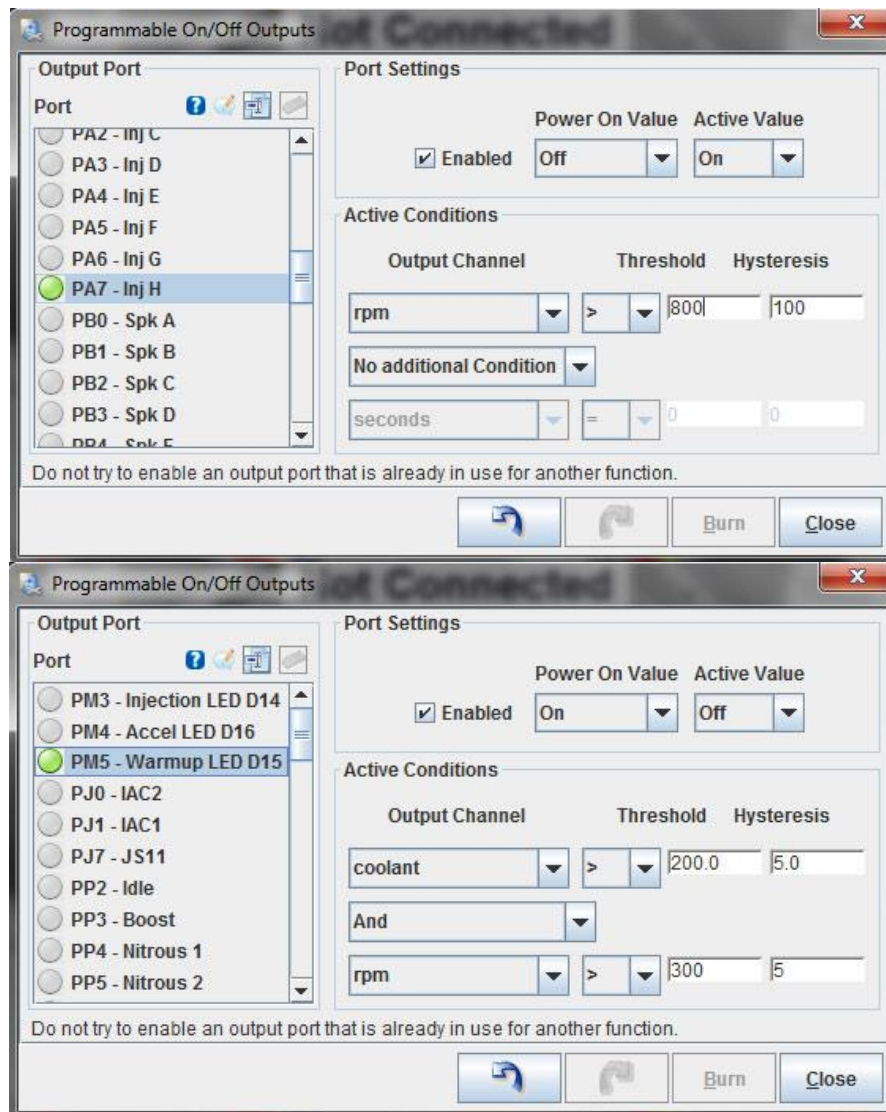 Programmable On/Off Outputs
Not Connected
Output Port
Port
PA2 - Inj C
PA3 - Inj D
PA4 - Inj E
PA5 - Inj F
PA6 - Inj G
PA7 - Inj H
PB0 - Spk A
PB1 - Spk B
PB2 - Spk C
PB3 - Spk D
PB4 - Spk E
Port Settings
Power On Value Active Value
Enabled Off On
Active Conditions
Output Channel Threshold Hysteresis
rpm > 800 100
No additional Condition
seconds = 0 0
Do not try to enable an output port that is already in use for another function.
Burn Close
Programmable On/Off Outputs
Not Connected
Output Port
Port
PM3 - Injection LED D14
PM4 - Accel LED D16
PM5 - Warmup LED D15
PJ0 - IAC2
PJ1 - IAC1
PJ7 - JS11
PP2 - Idle
PP3 - Boost
PP4 - Nitrous 1
PP5 - Nitrous 2
Port Settings
Power On Value Active Value
Enabled On Off
Active Conditions
Output Channel Threshold Hysteresis
coolant > 200.0 5.0
And
rpm > 300 5
Do not try to enable an output port that is already in use for another function.
Burn Close